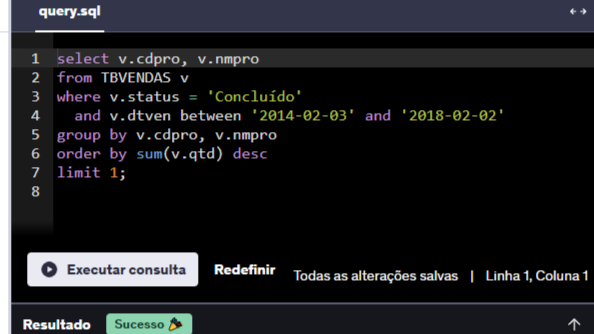 query.sql
1 select v.cdpro, v.nmpro
2 from TBVENDAS v
3 where v.status = 'Concluído'
4   and v.dtven between '2014-02-03' and '2018-02-02'
5 group by v.cdpro, v.nmpro
6 order by sum(v.qtd) desc
7 limit 1;
8
Executar consulta Redefinir Todas as alterações salvas | Linha 1, Coluna 1
Resultado Sucesso